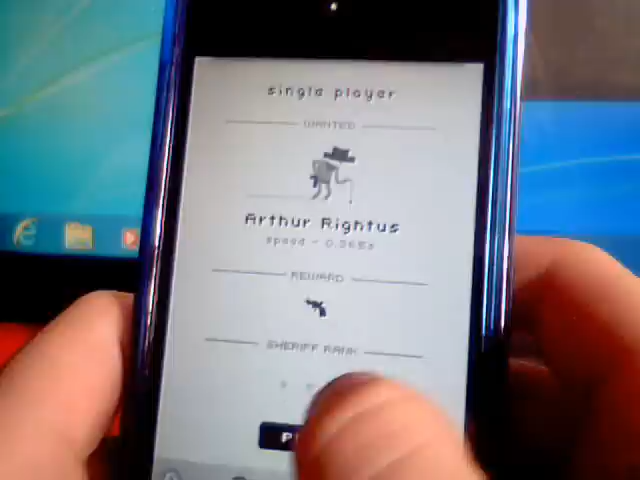 single player
WANTED
Arthur Rightus
REWARD
SHERIFF RANK